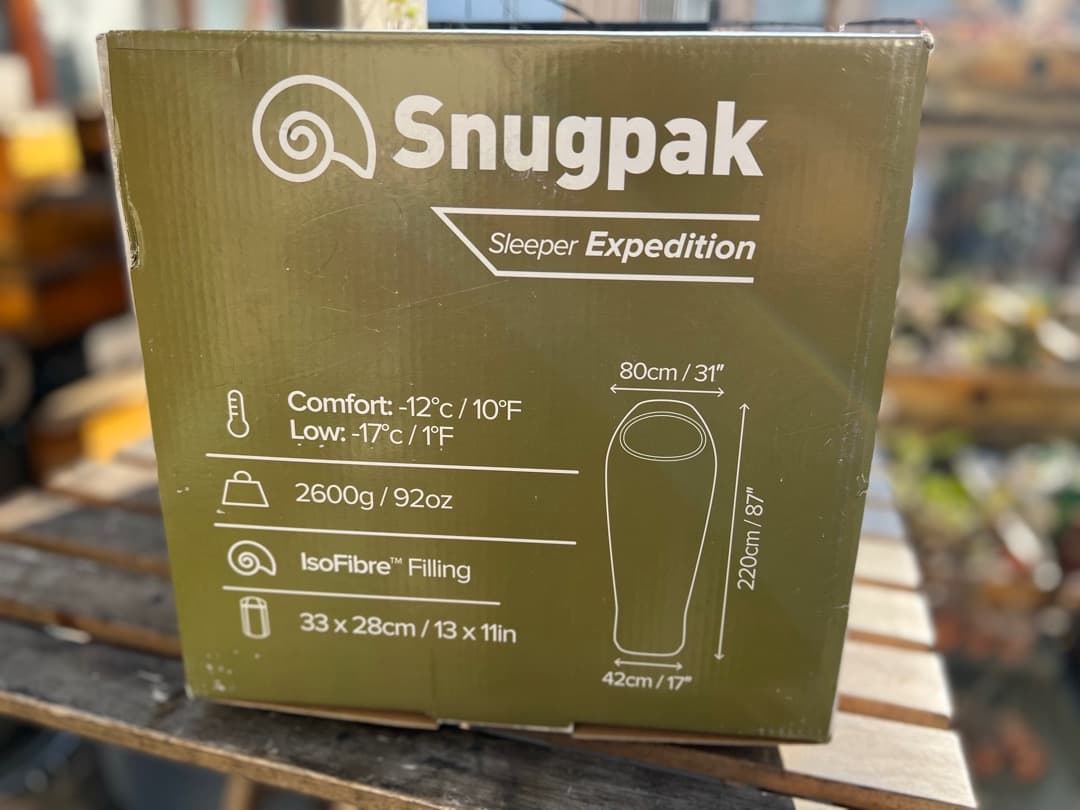 Snugpak
Sleeper Expedition
Comfort: -12°c / 10°F
Low: -17°c / 1°F
2600g / 92oz
IsoFibre™ Filling
33 x 28cm / 13 x 11in
80cm / 31"
220cm / 87"
42cm / 17"